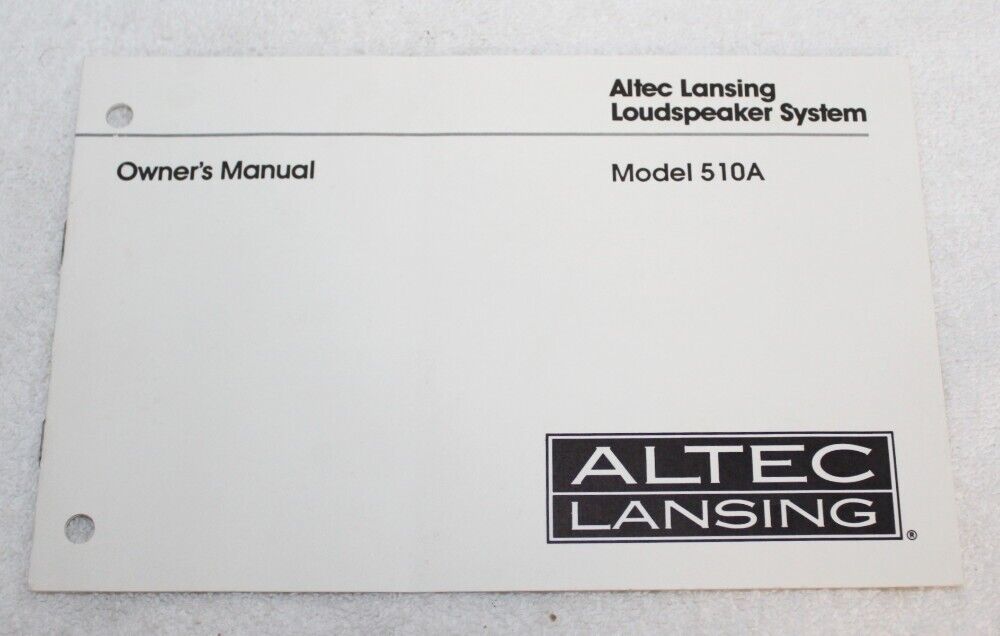 Altec Lansing
Loudspeaker System
Owner's Manual
Model 510A
ALTEC
LANSING
®